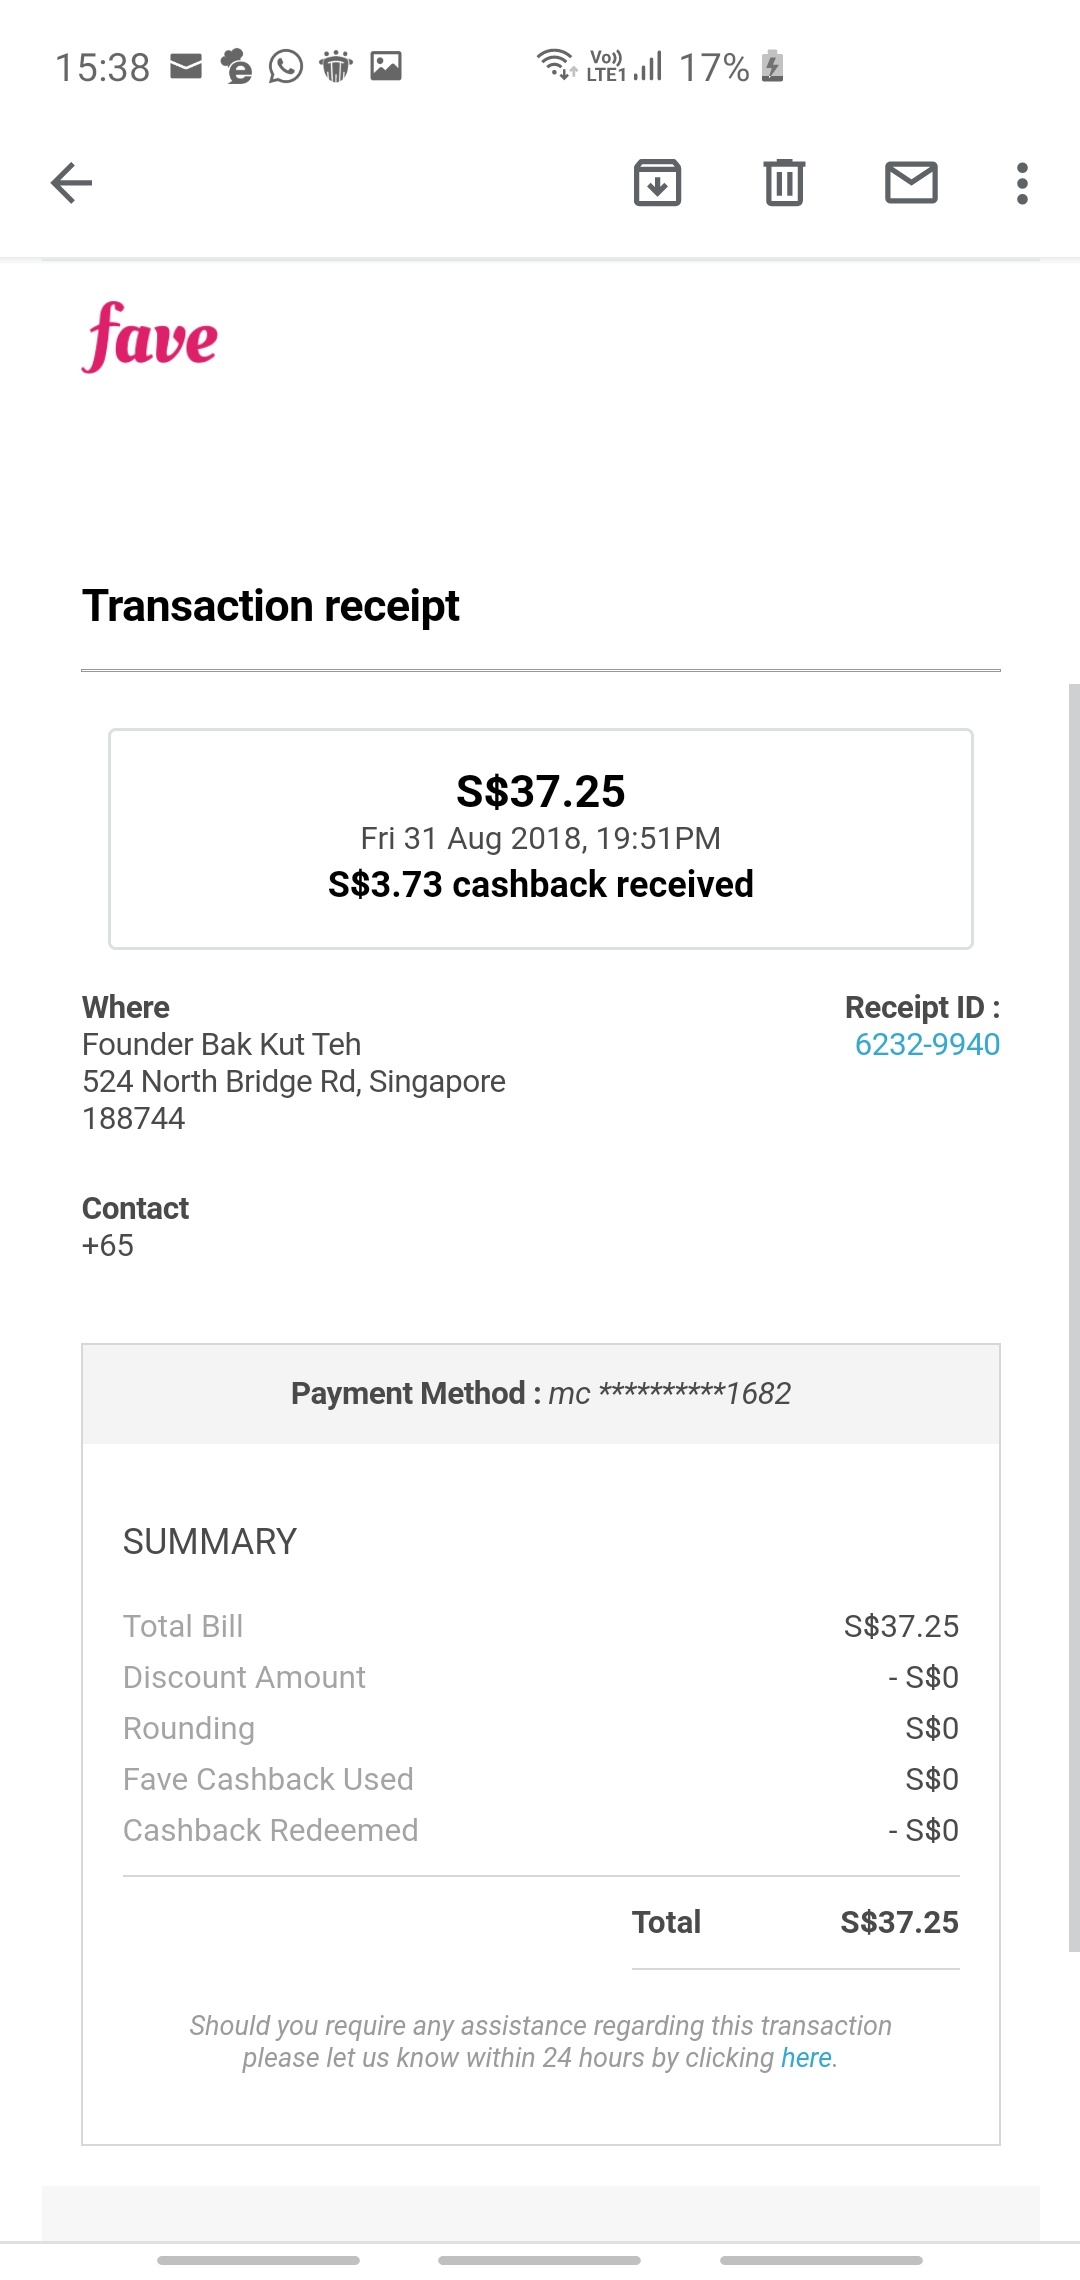 15:38
Vo)) LTE1 17%
fave
Transaction receipt
S$37.25
Fri 31 Aug 2018, 19:51PM
S$3.73 cashback received
Where
Founder Bak Kut Teh
524 North Bridge Rd, Singapore
188744
Receipt ID :
6232-9940
Contact
+65
Payment Method : mc **********1682
SUMMARY
Total Bill S$37.25
Discount Amount - S$0
Rounding S$0
Fave Cashback Used S$0
Cashback Redeemed - S$0
Total S$37.25
Should you require any assistance regarding this transaction
please let us know within 24 hours by clicking here.